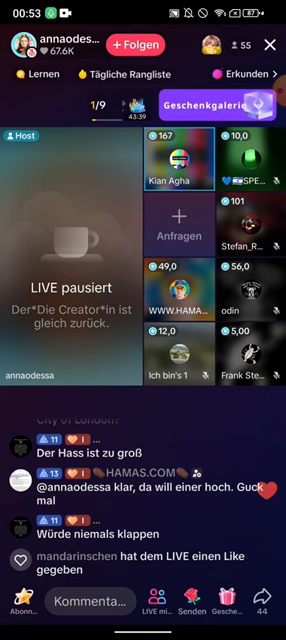 00:53
87
annaodes...
67.6K
+ Folgen
55
Lernen
Tägliche Rangliste
Erkunden >
1/9
43:39
Geschenkgalerie
Host
LIVE pausiert
Der*Die Creator*in ist
gleich zurück.
annaodessa
167
Kian Agha
10,0
SPE...
Anfragen
101
Stefan_R...
49,0
WWW.HAMA...
56,0
odin
12,0
Ich bin's 1
5,00
Frank Ste...
City of London?
11 I ...
Der Hass ist zu groß
13 I HAMAS.COM
@annaodessa klar, da will einer hoch. Guck
mal
11 I ...
Würde niemals klappen
mandarinschen hat dem LIVE einen Like
gegeben
Abonn...
Kommenta...
LIVE mi...
Senden
Gesche...
44